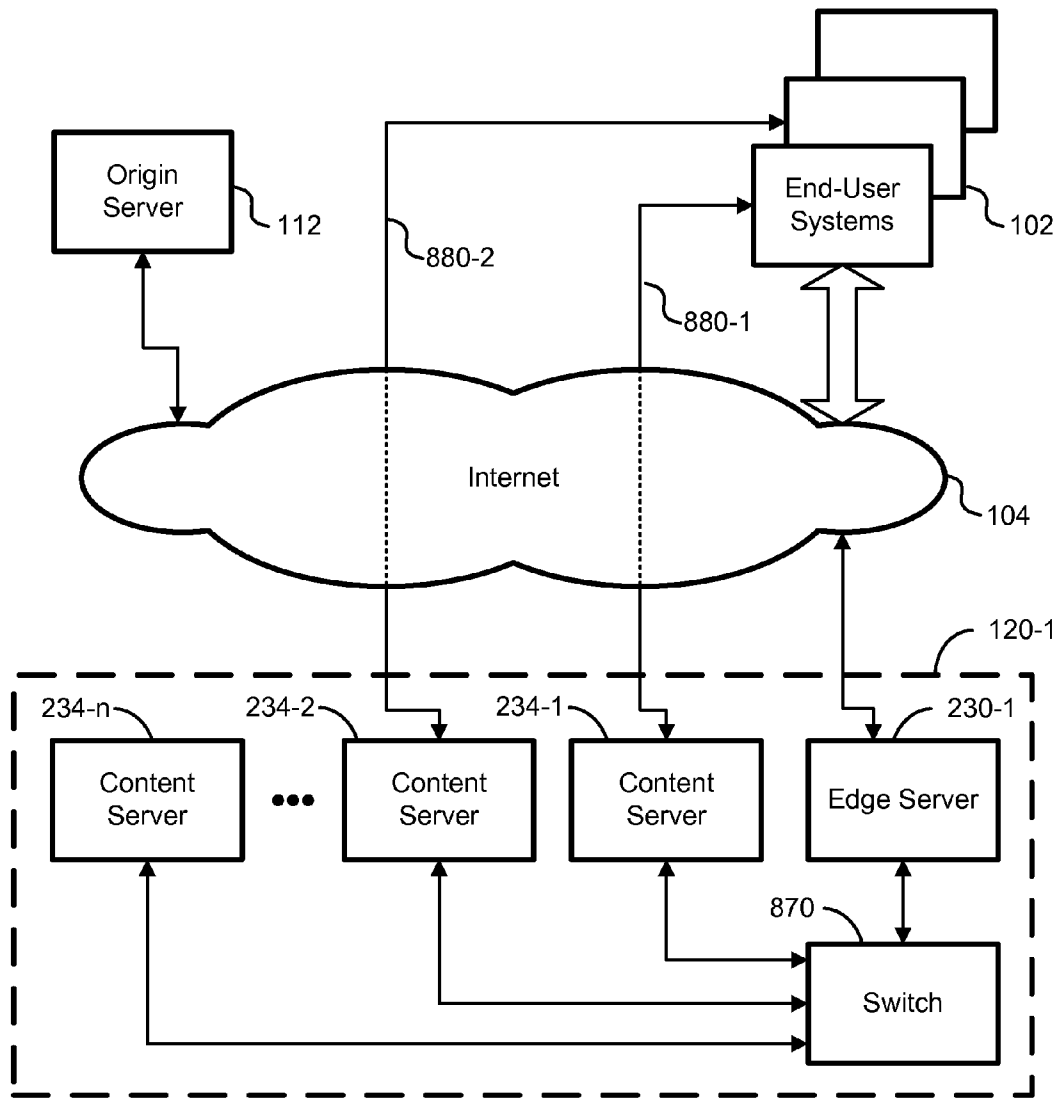 Origin
Server
112
End-User
Systems
102
880-2
880-1
Internet
104
120-1
234-n
234-2
234-1
230-1
Content
Server
Content
Server
Content
Server
Edge Server
870
Switch